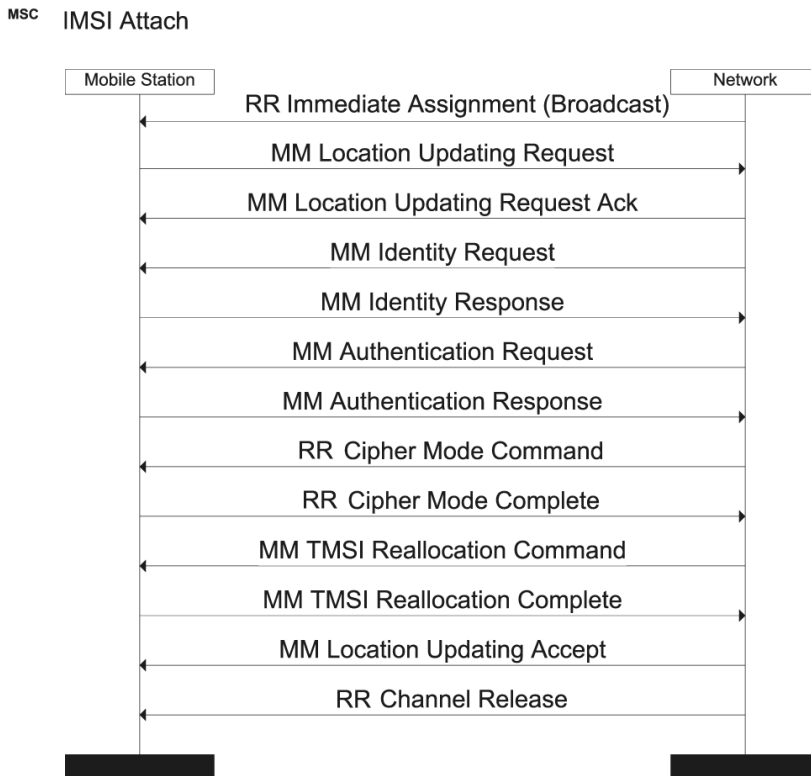 MSC IMSI Attach
Mobile Station Network
RR Immediate Assignment (Broadcast)
MM Location Updating Request
MM Location Updating Request Ack
MM Identity Request
MM Identity Response
MM Authentication Request
MM Authentication Response
RR Cipher Mode Command
RR Cipher Mode Complete
MM TMSI Reallocation Command
MM TMSI Reallocation Complete
MM Location Updating Accept
RR Channel Release